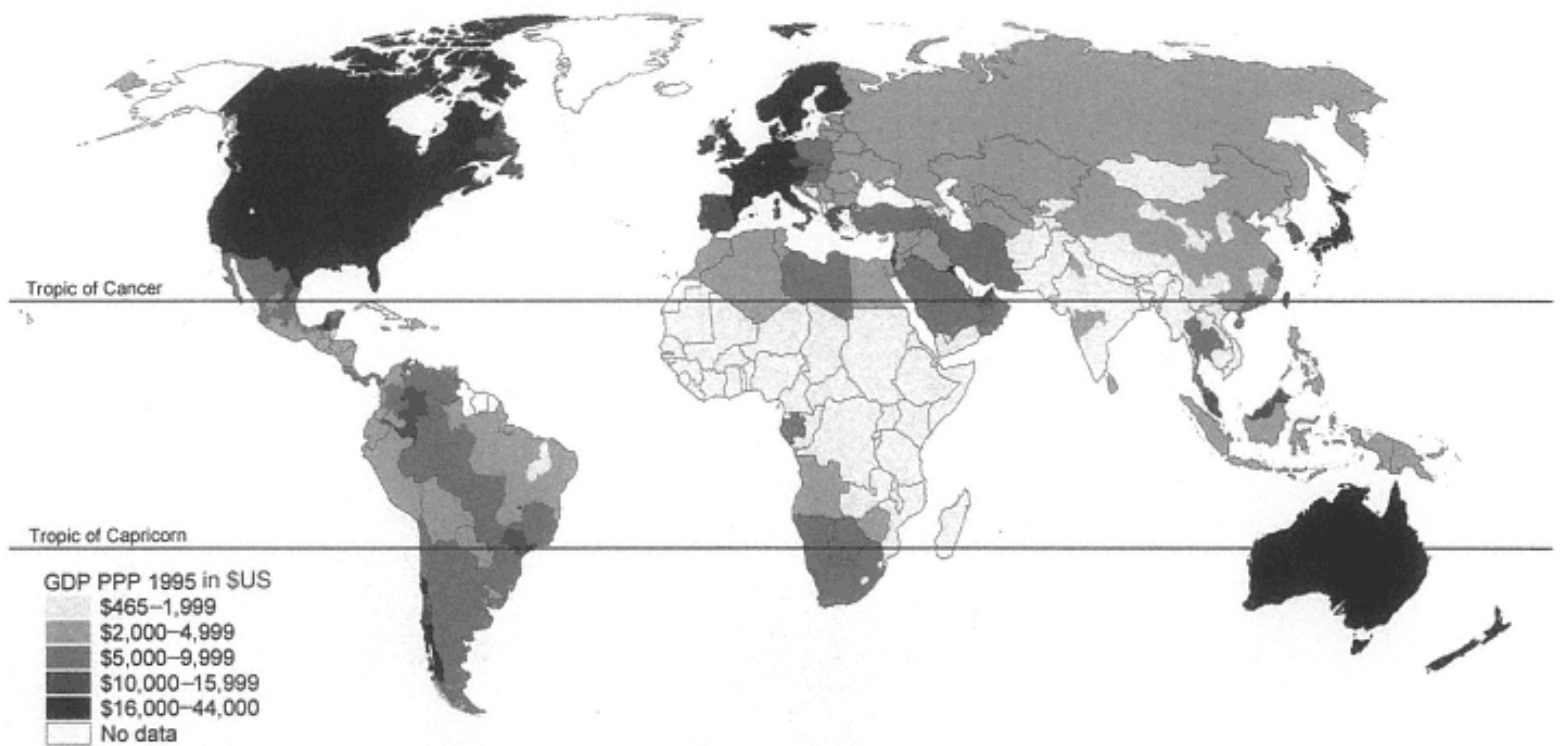 Tropic of Cancer
Tropic of Capricorn
GDP PPP 1995 in $US
$465–1,999
$2,000–4,999
$5,000–9,999
$10,000–15,999
$16,000–44,000
No data